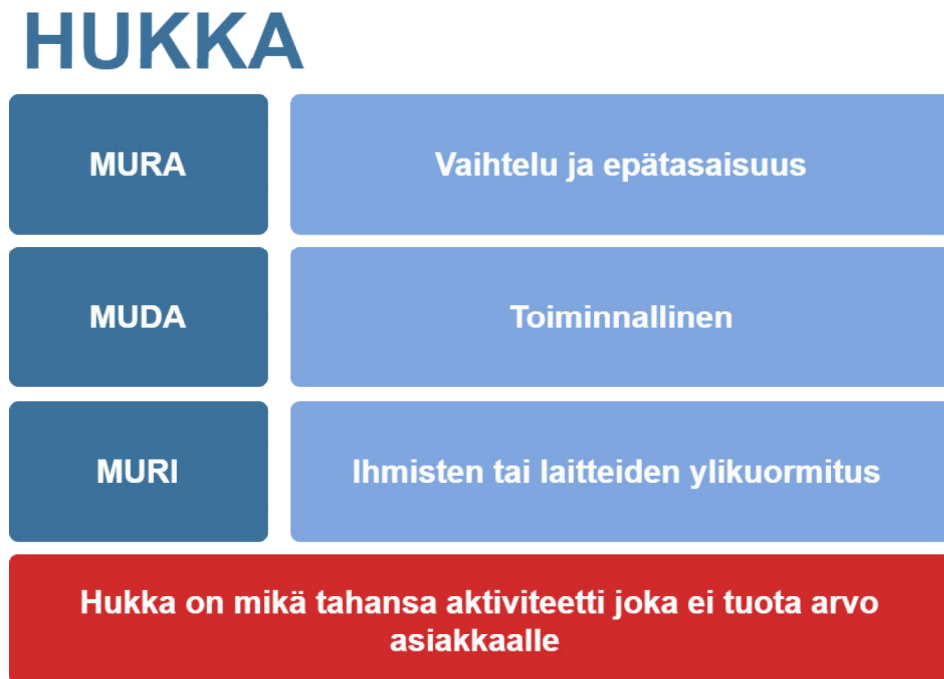 HUKKA
MURA
Vaihtelu ja epätasaisuus
MUDA
Toiminnallinen
MURI
Ihmisten tai laitteiden ylikuormitus
Hukka on mikä tahansa aktiviteetti joka ei tuota arvo
asiakkaalle